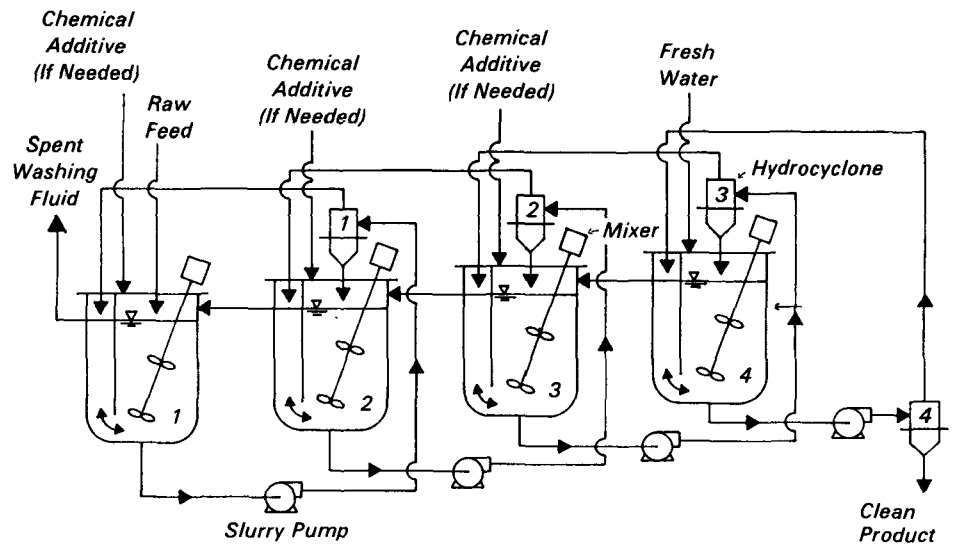 Chemical
Additive
(If Needed)
Chemical
Additive
(If Needed)
Chemical
Additive
(If Needed)
Fresh
Water
Raw
Feed
Spent
Washing
Fluid
Hydrocyclone
Mixer
1
2
3
1
2
3
4
4
Slurry Pump
Clean
Product